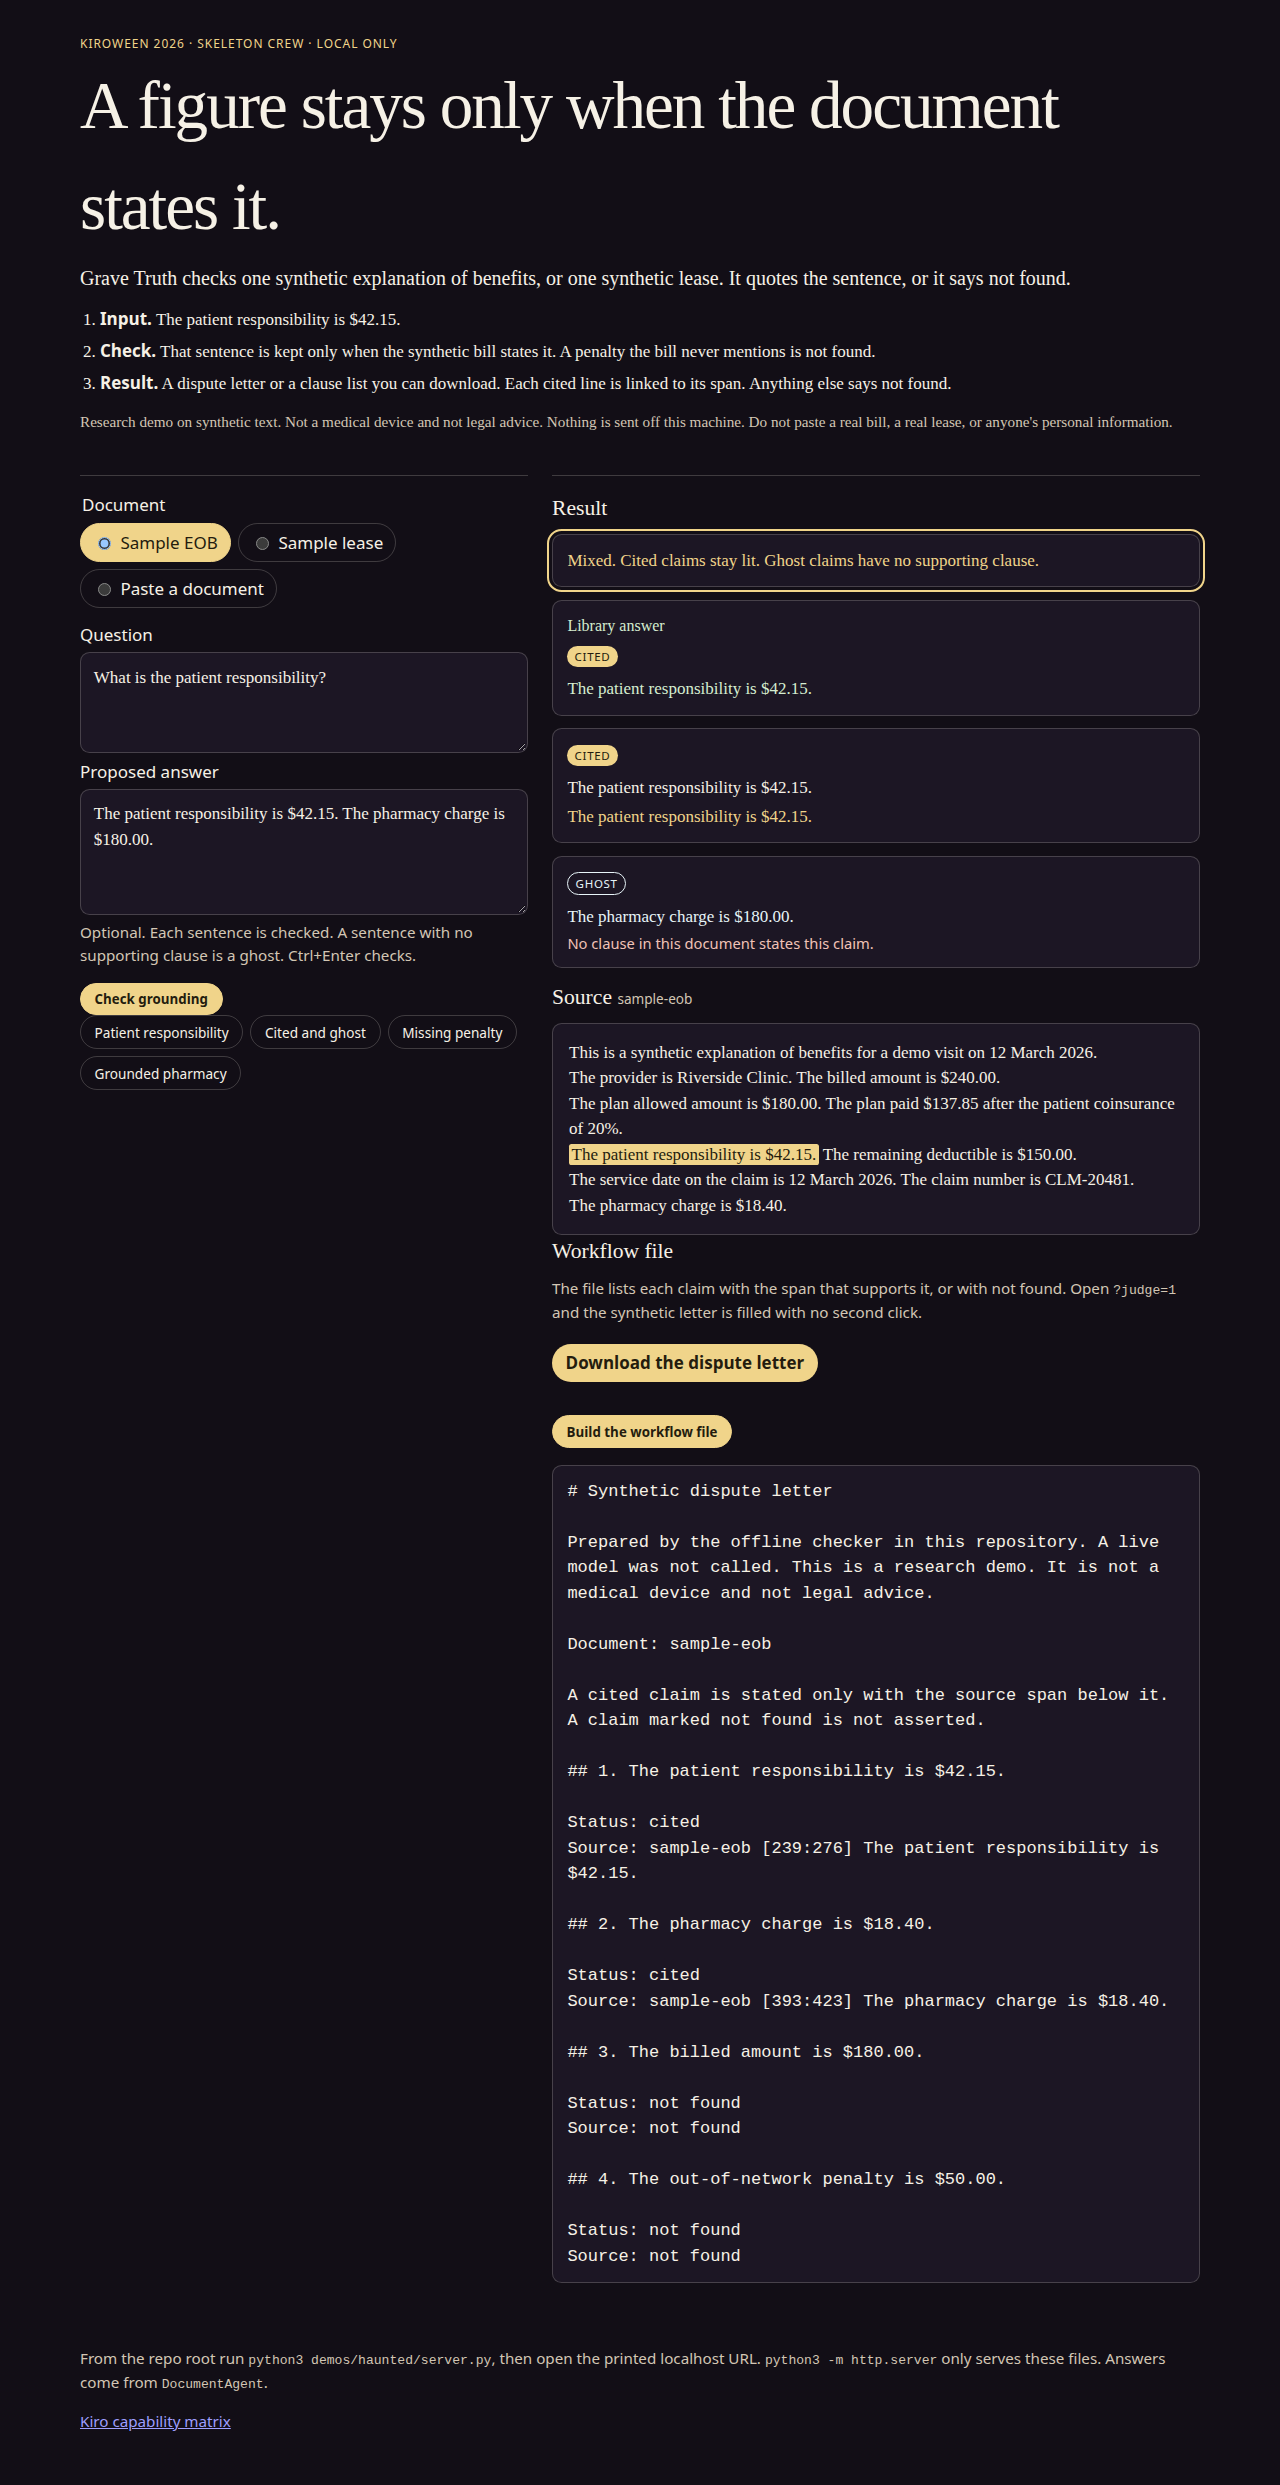 KIROWEEN 2026 · SKELETON CREW · LOCAL ONLY
A figure stays only when the document
states it.
Grave Truth checks one synthetic explanation of benefits, or one synthetic lease. It quotes the sentence, or it says not found.
1. Input. The patient responsibility is $42.15.
2. Check. That sentence is kept only when the synthetic bill states it. A penalty the bill never mentions is not found.
3. Result. A dispute letter or a clause list you can download. Each cited line is linked to its span. Anything else says not found.
Research demo on synthetic text. Not a medical device and not legal advice. Nothing is sent off this machine. Do not paste a real bill, a real lease, or anyone's personal information.
Document
Sample EOB
Sample lease
Paste a document
Question
What is the patient responsibility?
Proposed answer
The patient responsibility is $42.15. The pharmacy charge is
$180.00.
Optional. Each sentence is checked. A sentence with no
supporting clause is a ghost. Ctrl+Enter checks.
Check grounding
Patient responsibility
Cited and ghost
Missing penalty
Grounded pharmacy
Result
Mixed. Cited claims stay lit. Ghost claims have no supporting clause.
Library answer
CITED
The patient responsibility is $42.15.
CITED
The patient responsibility is $42.15.
The patient responsibility is $42.15.
GHOST
The pharmacy charge is $180.00.
No clause in this document states this claim.
Source sample-eob
This is a synthetic explanation of benefits for a demo visit on 12 March 2026.
The provider is Riverside Clinic. The billed amount is $240.00.
The plan allowed amount is $180.00. The plan paid $137.85 after the patient coinsurance
of 20%.
The patient responsibility is $42.15. The remaining deductible is $150.00.
The service date on the claim is 12 March 2026. The claim number is CLM-20481.
The pharmacy charge is $18.40.
Workflow file
The file lists each claim with the span that supports it, or with not found. Open ?judge=1
and the synthetic letter is filled with no second click.
Download the dispute letter
Build the workflow file
# Synthetic dispute letter
Prepared by the offline checker in this repository. A live
model was not called. This is a research demo. It is not a
medical device and not legal advice.
Document: sample-eob
A cited claim is stated only with the source span below it.
A claim marked not found is not asserted.
## 1. The patient responsibility is $42.15.
Status: cited
Source: sample-eob [239:276] The patient responsibility is
$42.15.
## 2. The pharmacy charge is $18.40.
Status: cited
Source: sample-eob [393:423] The pharmacy charge is $18.40.
## 3. The billed amount is $180.00.
Status: not found
Source: not found
## 4. The out-of-network penalty is $50.00.
Status: not found
Source: not found
From the repo root run python3 demos/haunted/server.py, then open the printed localhost URL. python3 -m http.server only serves these files. Answers
come from DocumentAgent.
Kiro capability matrix